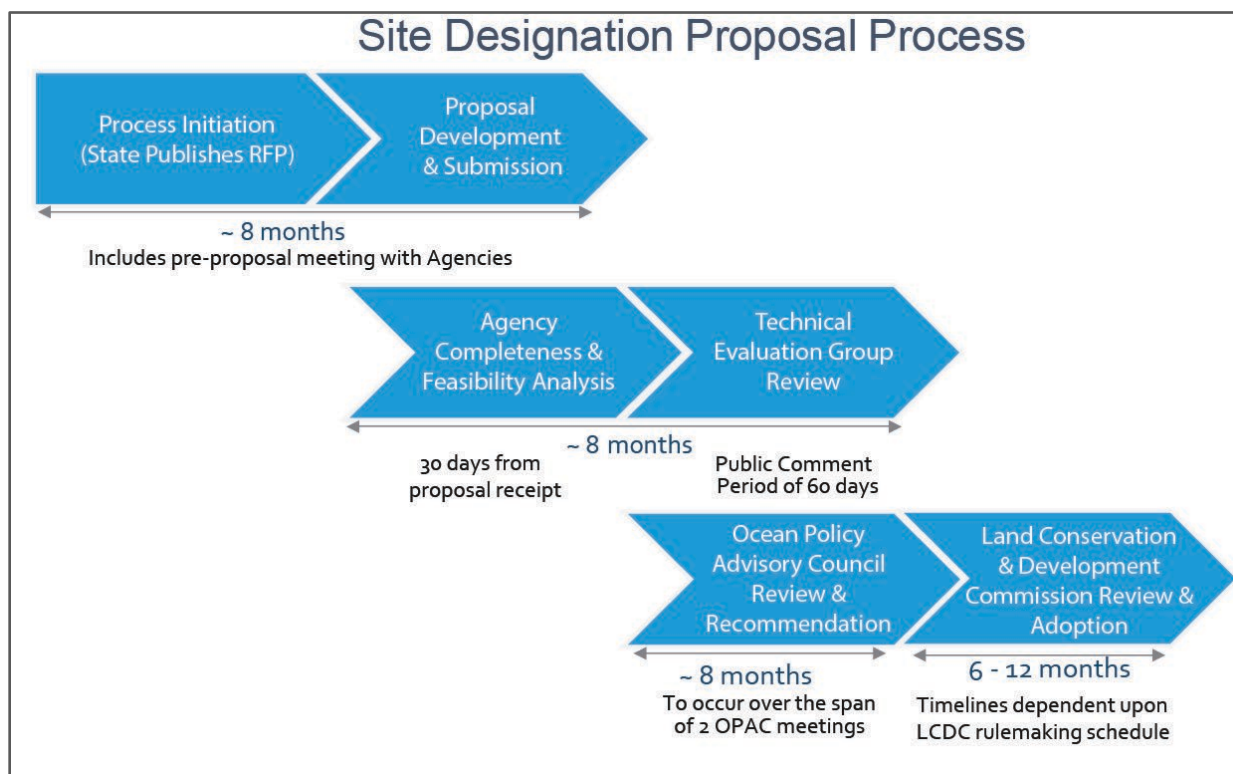 Site Designation Proposal Process
Process Initiation
(State Publishes RFP)
Proposal
Development
& Submission
~ 8 months
Includes pre-proposal meeting with Agencies
Agency
Completeness &
Feasibility Analysis
Technical
Evaluation Group
Review
~ 8 months
30 days from
proposal receipt
Public Comment
Period of 60 days
Ocean Policy
Advisory Council
Review &
Recommendation
Land Conservation
& Development
Commission Review &
Adoption
~ 8 months
To occur over the span
of 2 OPAC meetings
6 - 12 months
Timelines dependent upon
LCDC rulemaking schedule